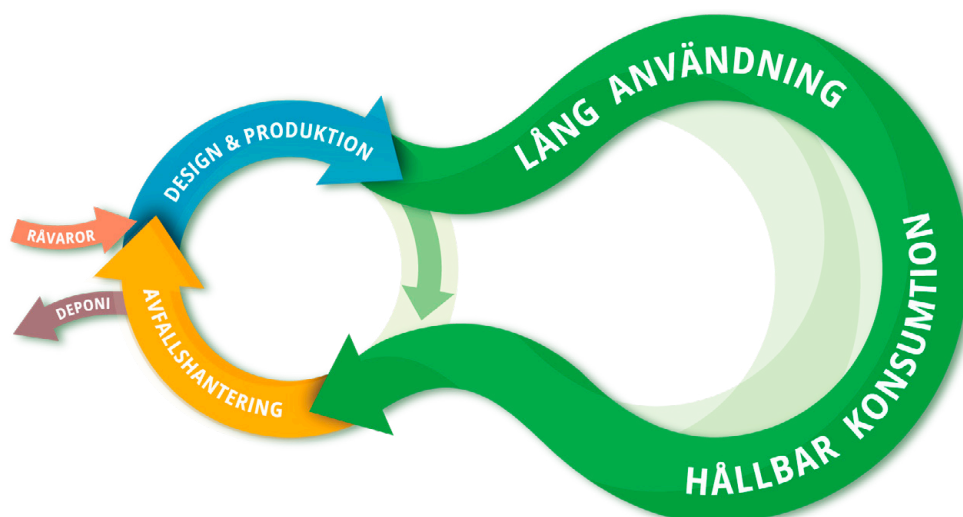 DESIGN & PRODUKTION
LÅNG ANVÄNDNING
RÅVAROR
HÅLLBAR KONSUMTION
DEPONI
AVFALLSHANTERING